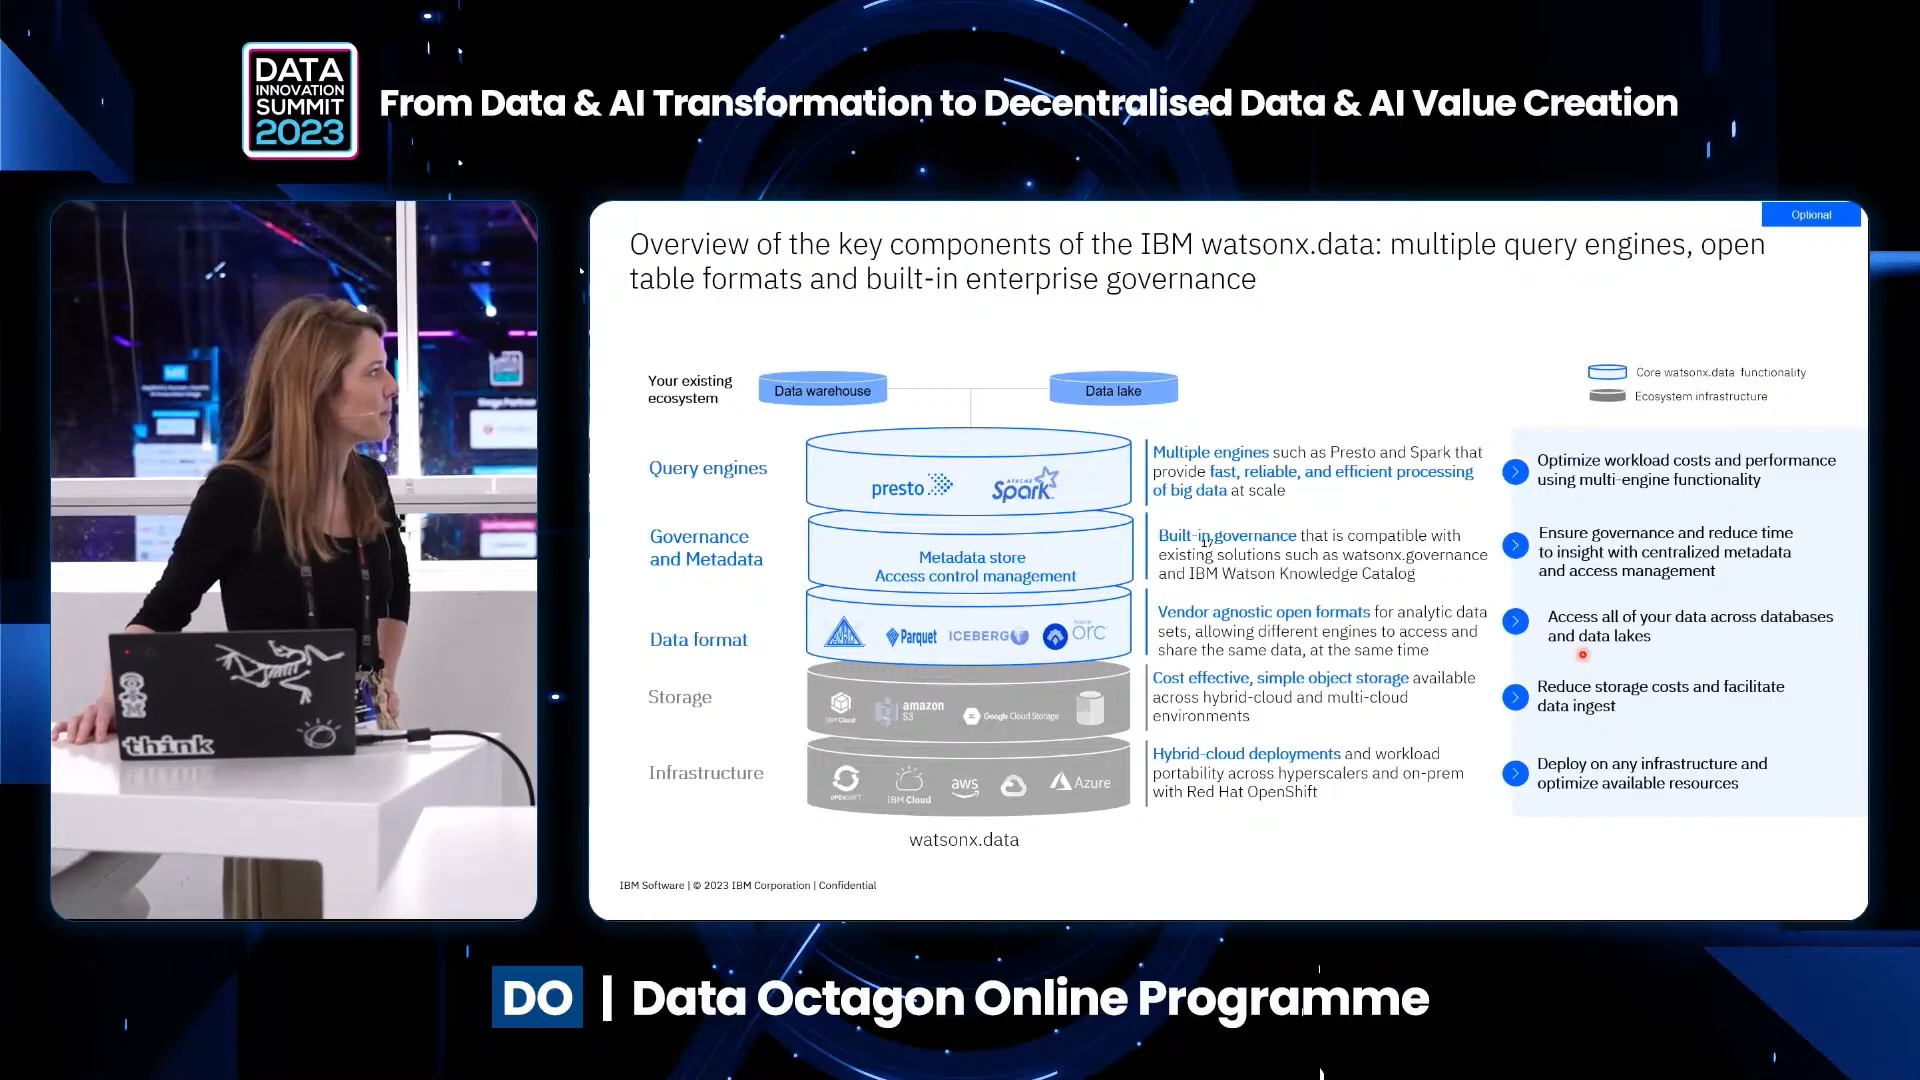 DATA
INNOVATION
SUMMIT
2023
From Data & AI Transformation to Decentralised Data & AI Value Creation
Optional
Overview of the key components of the IBM watsonx.data: multiple query engines, open
table formats and built-in enterprise governance
Your existing
ecosystem
Data warehouse
Data lake
Core watsonx.data functionality
Ecosystem infrastructure
Query engines
presto
APACHE
Spark
Multiple engines such as Presto and Spark that
provide fast, reliable, and efficient processing
of big data at scale
Optimize workload costs and performance
using multi-engine functionality
Governance
and Metadata
Metadata store
Access control management
Built-in governance that is compatible with
existing solutions such as watsonx.governance
and IBM Watson Knowledge Catalog
17
Ensure governance and reduce time
to insight with centralized metadata
and access management
Data format
AVRO
Parquet
ICEBERG
APACHE
orc
Vendor agnostic open formats for analytic data
sets, allowing different engines to access and
share the same data, at the same time
Access all of your data across databases
and data lakes
Storage
IBM Cloud
amazon
S3
Google Cloud Storage
Cost effective, simple object storage available
across hybrid-cloud and multi-cloud
environments
Reduce storage costs and facilitate
data ingest
Infrastructure
OPENSHIFT
IBM Cloud
aws
Azure
Hybrid-cloud deployments and workload
portability across hyperscalers and on-prem
with Red Hat OpenShift
Deploy on any infrastructure and
optimize available resources
watsonx.data
IBM Software | © 2023 IBM Corporation | Confidential
think
DO | Data Octagon Online Programme